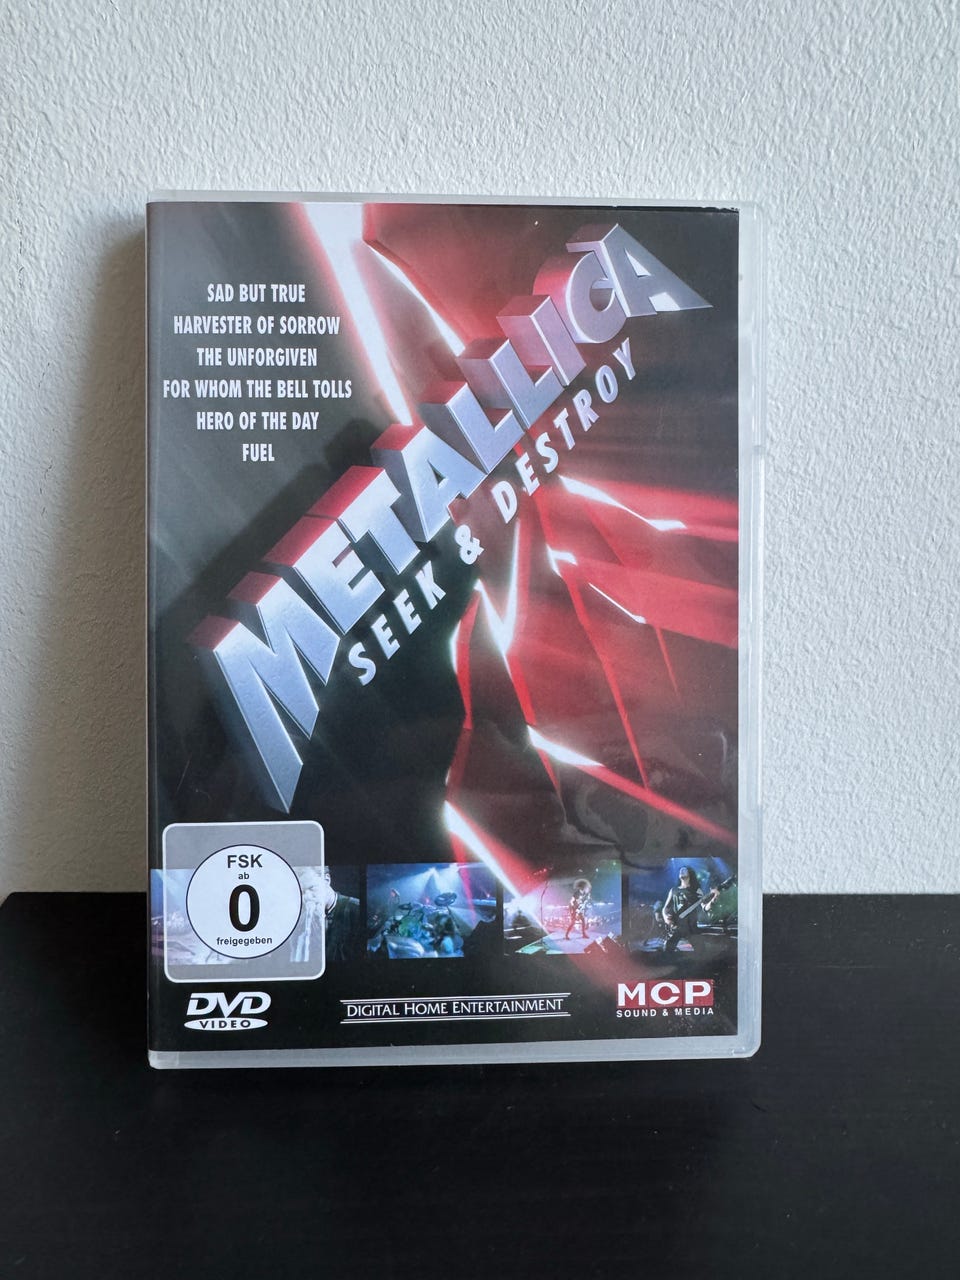 SAD BUT TRUE
HARVESTER OF SORROW
THE UNFORGIVEN
FOR WHOM THE BELL TOLLS
HERO OF THE DAY
FUEL
METALLICA
SEEK & DESTROY
FSK
ab
0
freigegeben
DVD
VIDEO
DIGITAL HOME ENTERTAINMENT
MCP
SOUND & MEDIA